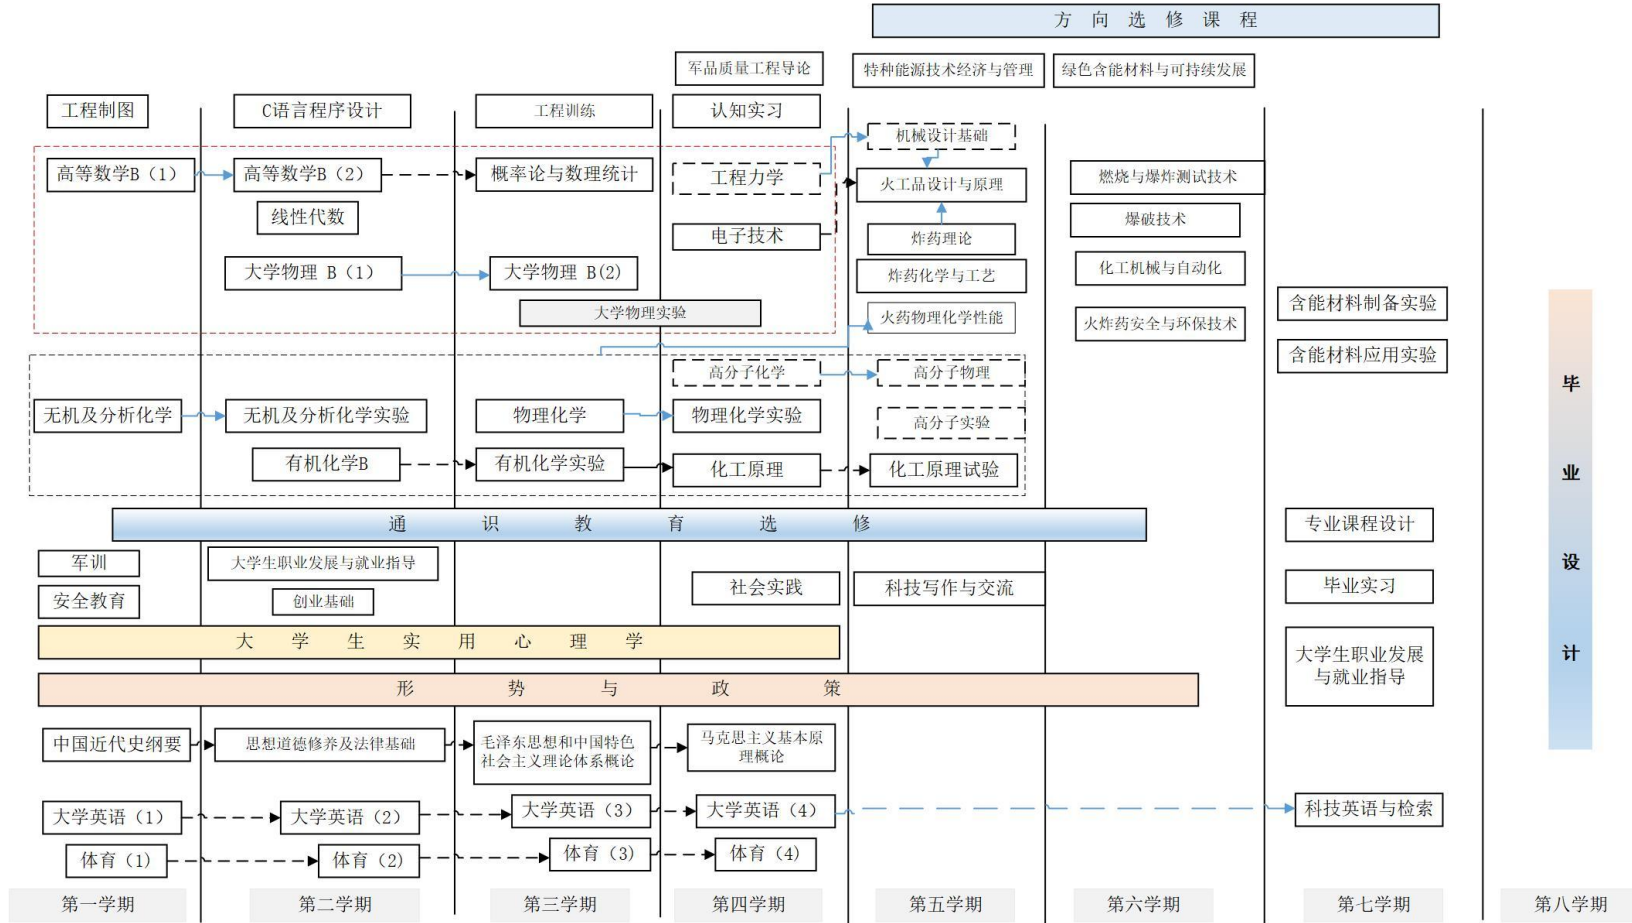 方向选修课程
军品质量工程导论
特种能源技术经济与管理
绿色含能材料与可持续发展
工程制图
C语言程序设计
工程训练
认知实习
机械设计基础
高等数学B（1）
高等数学B（2）
概率论与数理统计
工程力学
火工品设计与原理
燃烧与爆炸测试技术
线性代数
电子技术
炸药理论
爆破技术
大学物理 B（1）
大学物理 B(2)
炸药化学与工艺
化工机械与自动化
大学物理实验
火药物理化学性能
火炸药安全与环保技术
含能材料制备实验
含能材料应用实验
高分子化学
高分子物理
无机及分析化学
无机及分析化学实验
物理化学
物理化学实验
高分子实验
有机化学B
有机化学实验
化工原理
化工原理试验
毕
业
设
计
通识教育选修
专业课程设计
军训
大学生职业发展与就业指导
安全教育
创业基础
社会实践
科技写作与交流
毕业实习
大学生实用心理学
大学生职业发展
与就业指导
形势与政策
中国近代史纲要
思想道德修养及法律基础
毛泽东思想和中国特色
社会主义理论体系概论
马克思主义基本原
理概论
大学英语（1）
大学英语（2）
大学英语（3）
大学英语（4）
科技英语与检索
体育（1)
体育（2)
体育（3)
体育（4)
第一学期
第二学期
第三学期
第四学期
第五学期
第六学期
第七学期
第八学期